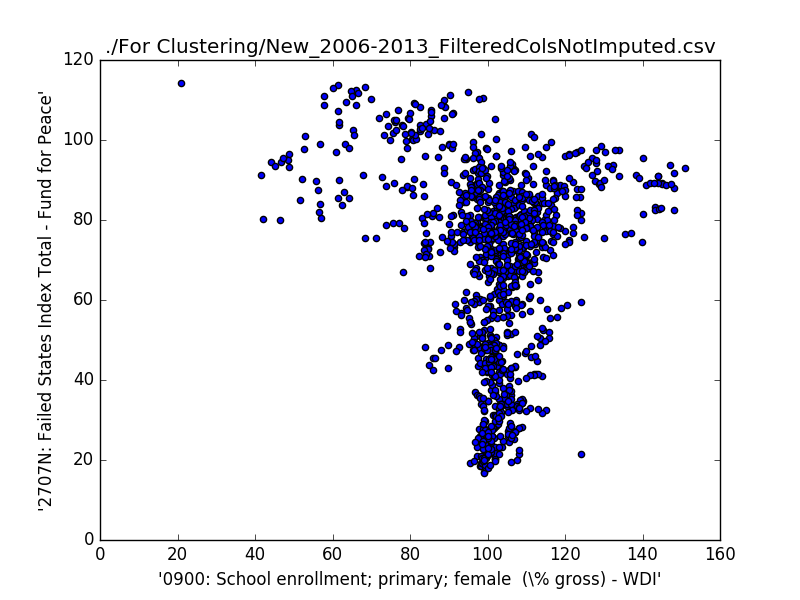 ./For Clustering/New_2006-2013_FilteredColsNotImputed.csv
'2707N: Failed States Index Total - Fund for Peace'
120
100
80
60
40
20
0
0 20 40 60 80 100 120 140 160
'0900: School enrollment; primary; female  (\% gross) - WDI'